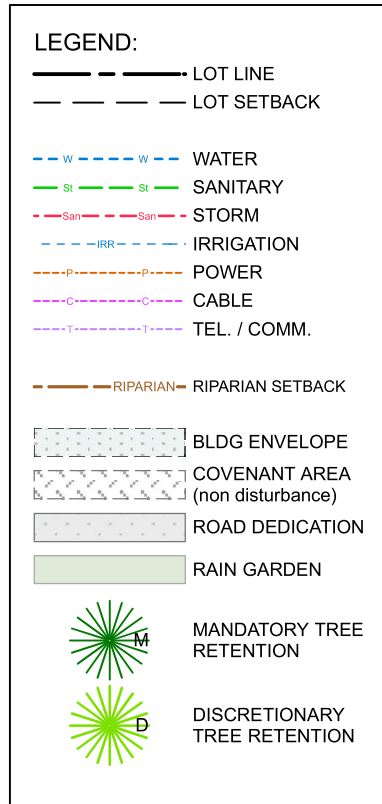 LEGEND:
LOT LINE
LOT SETBACK
W W WATER
St St SANITARY
San San STORM
IRR IRRIGATION
P P POWER
C C CABLE
T T TEL. / COMM.
RIPARIAN RIPARIAN SETBACK
BLDG ENVELOPE
COVENANT AREA
(non disturbance)
ROAD DEDICATION
RAIN GARDEN
M MANDATORY TREE
RETENTION
D DISCRETIONARY
TREE RETENTION